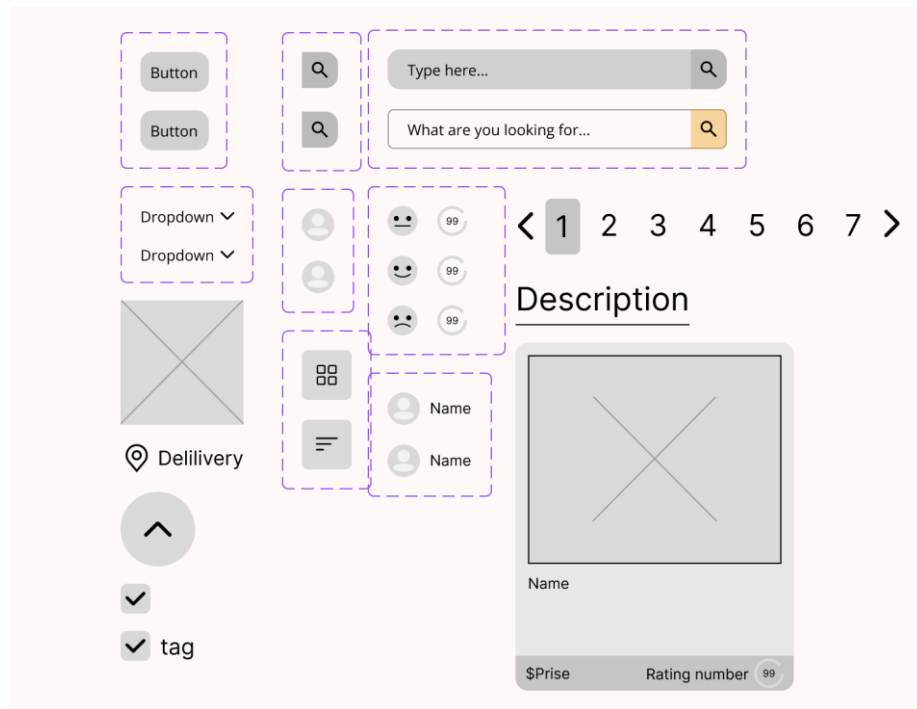 Button
Button
Type here...
What are you looking for...
Dropdown
Dropdown
99
99
99
1 2 3 4 5 6 7
Description
Name
Name
Delilivery
tag
Name
$Prise Rating number 99